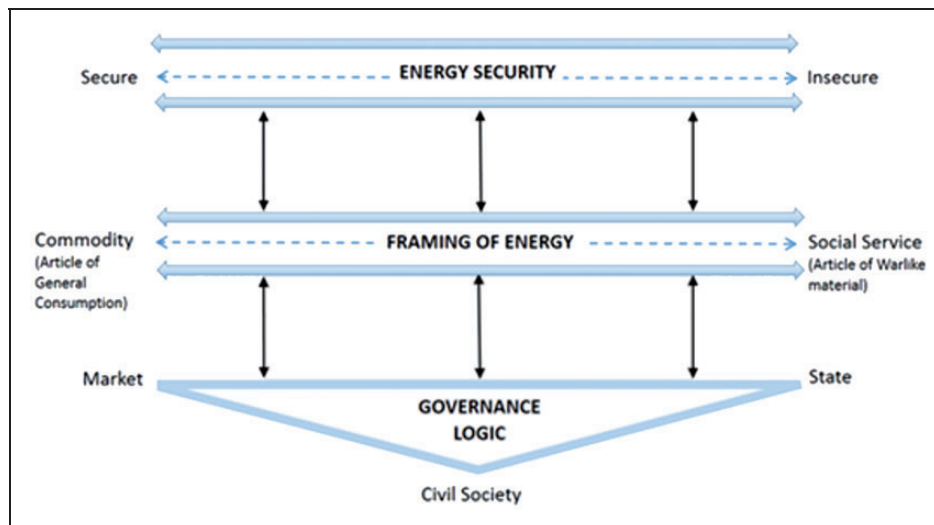 Secure ENERGY SECURITY Insecure
Commodity FRAMING OF ENERGY Social Service
(Article of
General
Consumption)
(Article of Warlike
material)
Market State
GOVERNANCE
LOGIC
Civil Society